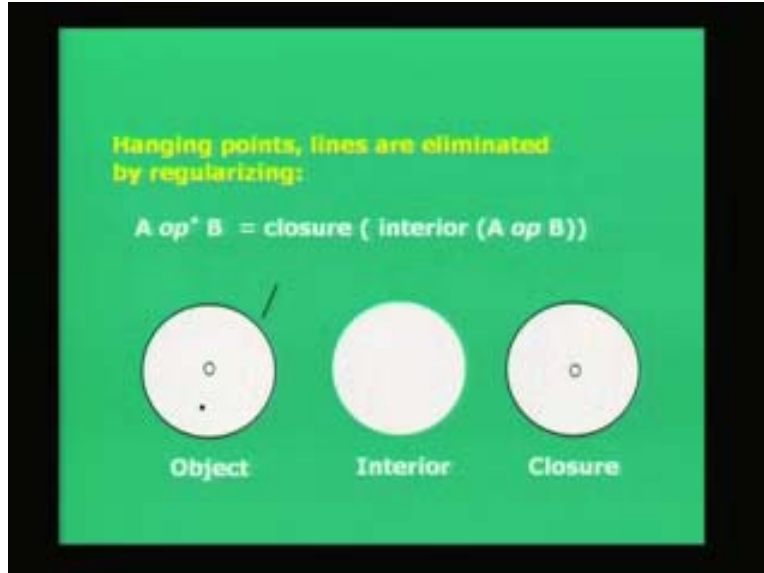 Hanging points, lines are eliminated
by regularizing:
A op* B = closure ( interior (A op B))
Object Interior Closure